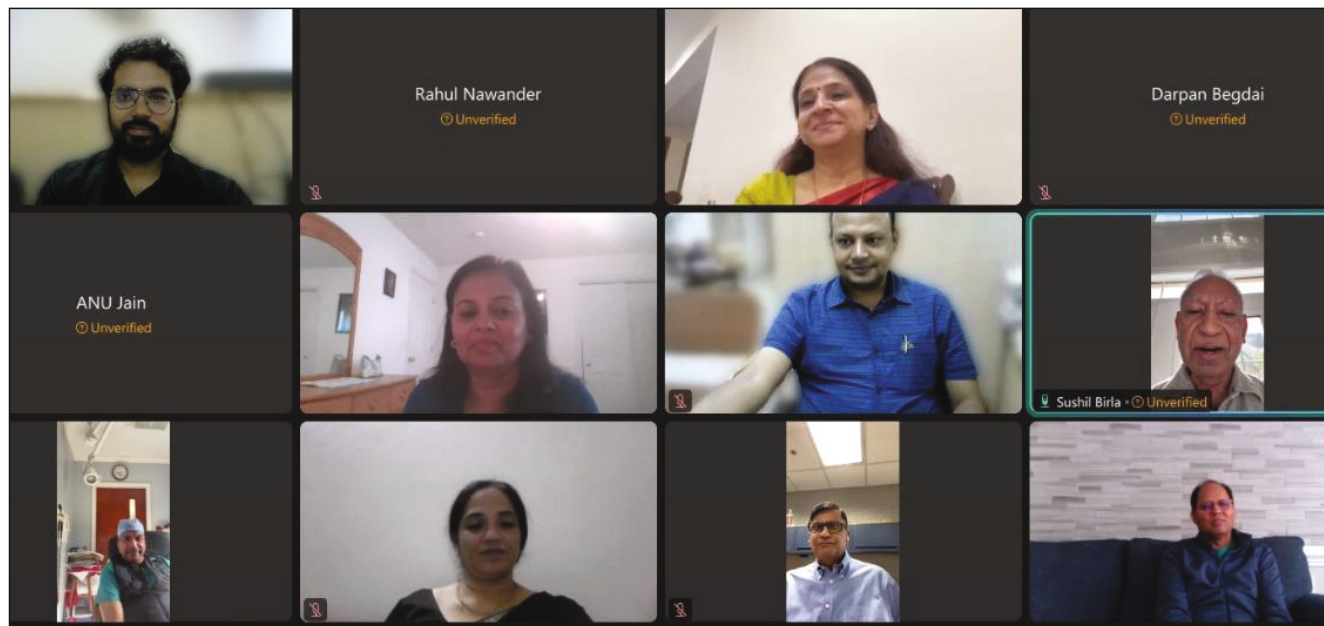 Rahul Nawander
Unverified
Darpan Begdai
Unverified
ANU Jain
Unverified
Sushil Birla • Unverified